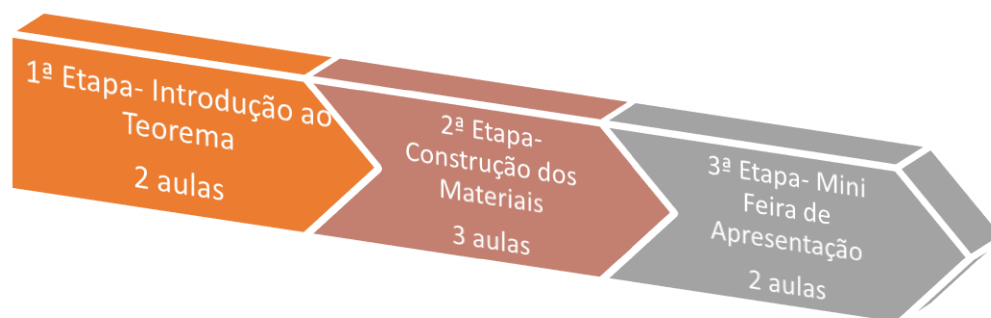 1ª Etapa- Introdução ao
Teorema
2 aulas
2ª Etapa-
Construção dos
Materiais
3 aulas
3ª Etapa- Mini
Feira de
Apresentação
2 aulas